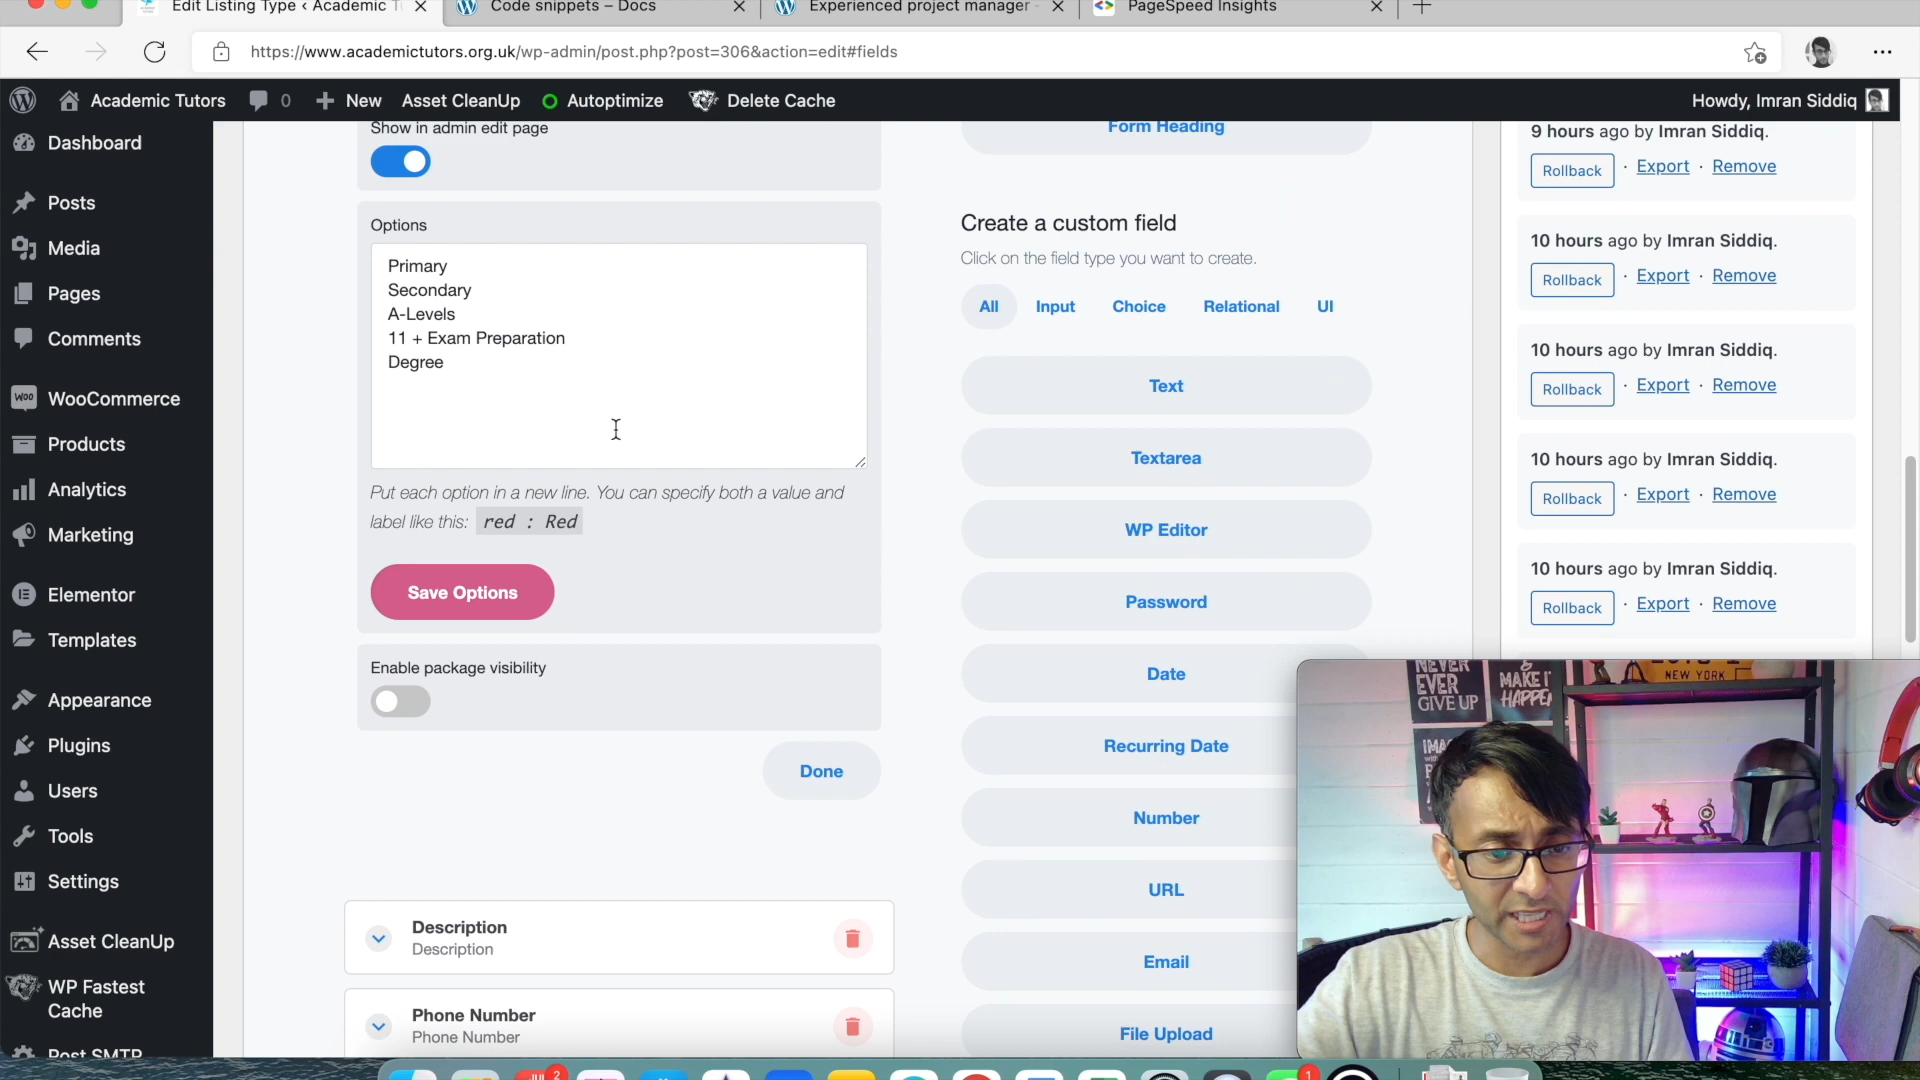 Edit Listing Type ‹ Academic T
Code snippets – Docs
Experienced project manager
PageSpeed Insights
https://www.academictutors.org.uk/wp-admin/post.php?post=306&action=edit#fields
Academic Tutors
0
New
Asset CleanUp
Autoptimize
Delete Cache
Howdy, Imran Siddiq
Dashboard
Posts
Media
Pages
Comments
WooCommerce
Products
Analytics
Marketing
Elementor
Templates
Appearance
Plugins
Users
Tools
Settings
Asset CleanUp
WP Fastest
Cache
Post SMTP
Show in admin edit page
Options
Primary
Secondary
A-Levels
11 + Exam Preparation
Degree
Put each option in a new line. You can specify both a value and
label like this: red : Red
Save Options
Enable package visibility
Done
Description
Description
Phone Number
Phone Number
Form Heading
Create a custom field
Click on the field type you want to create.
All
Input
Choice
Relational
UI
Text
Textarea
WP Editor
Password
Date
Recurring Date
Number
URL
Email
File Upload
9 hours ago by Imran Siddiq.
Rollback · Export · Remove
10 hours ago by Imran Siddiq.
Rollback · Export · Remove
10 hours ago by Imran Siddiq.
Rollback · Export · Remove
10 hours ago by Imran Siddiq.
Rollback · Export · Remove
10 hours ago by Imran Siddiq.
Rollback · Export · Remove
NEVER
EVER
GIVE UP
MAKE IT
HAPPEN
NEW YORK
2
1